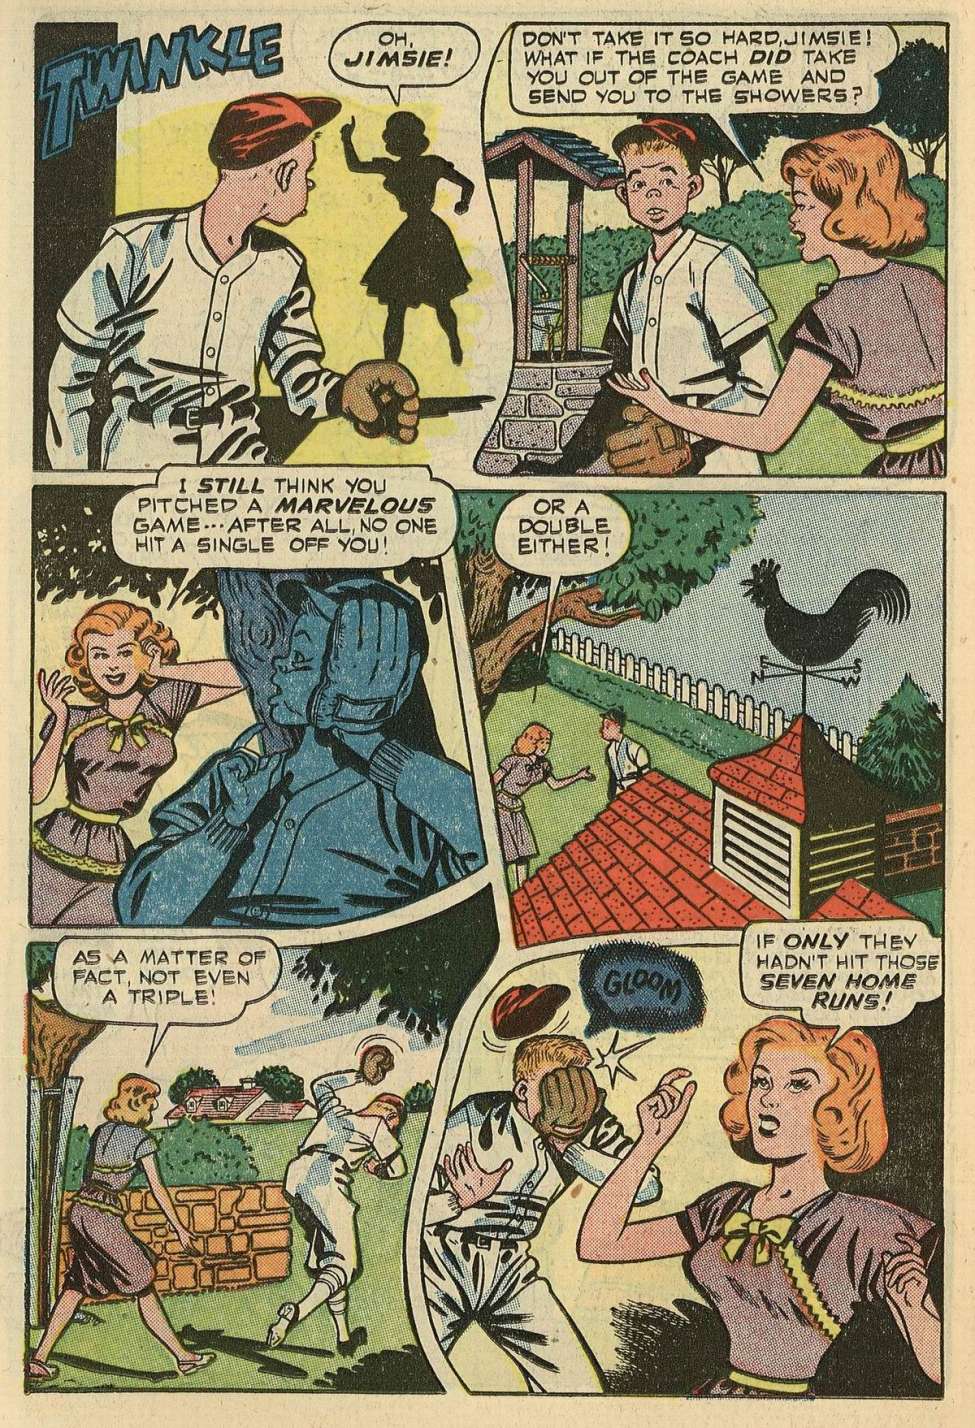 TWINKLE
OH,
JIMSIE!
DON'T TAKE IT SO HARD, JIMSIE!
WHAT IF THE COACH DID TAKE
YOU OUT OF THE GAME AND
SEND YOU TO THE SHOWERS?
I STILL THINK YOU
PITCHED A MARVELOUS
GAME---AFTER ALL, NO ONE
HIT A SINGLE OFF YOU!
OR A
DOUBLE
EITHER!
E S
N W
AS A MATTER OF
FACT, NOT EVEN
A TRIPLE!
GLOOM
IF ONLY THEY
HADN'T HIT THOSE
SEVEN HOME
RUNS!